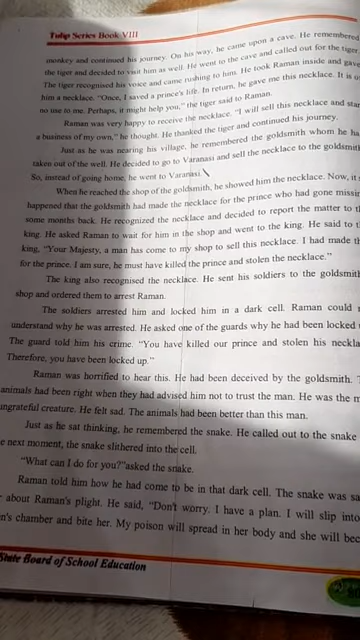 Tulip Series Book VIII
monkey and continued his journey. On his way, he came upon a cave. He remembered
the tiger and decided to visit him as well. He went to the cave and called out for the tiger
The tiger recognised his voice and came rushing to him. He took Raman inside and gave
him a necklace. "Once, I saved a prince's life. In return, he gave me this necklace. It is o
no use to me. Perhaps, it might help you," the tiger said to Raman.
Raman was very happy to receive the necklace. "I will sell this necklace and star
a business of my own," he thought. He thanked the tiger and continued his journey.
Just as he was nearing his village, he remembered the goldsmith whom he ha
taken out of the well. He decided to go to Varanasi and sell the necklace to the goldsmit
So, instead of going home, he went to Varanasi.
When he reached the shop of the goldsmith, he showed him the necklace. Now, it s
happened that the goldsmith had made the necklace for the prince who had gone missin
some months back. He recognized the necklace and decided to report the matter to t
king. He asked Raman to wait for him in the shop and went to the king. He said to t
king, "Your Majesty, a man has come to my shop to sell this necklace. I had made th
for the prince. I am sure, he must have killed the prince and stolen the necklace."
The king also recognised the necklace. He sent his soldiers to the goldsmith
shop and ordered them to arrest Raman.
The soldiers arrested him and locked him in a dark cell. Raman could
understand why he was arrested. He asked one of the guards why he had been locked
The guard told him his crime. "You have killed our prince and stolen his neckla
Therefore, you have been locked up."
Raman was horrified to hear this. He had been deceived by the goldsmith. T
animals had been right when they had advised him not to trust the man. He was the m
ungrateful creature. He felt sad. The animals had been better than this man.
Just as he sat thinking, he remembered the snake. He called out to the snake
e next moment, the snake slithered into the cell.
"What can I do for you?"asked the snake.
Raman told him how he had come to be in that dark cell. The snake was sa
about Raman's plight. He said, "Don't worry. I have a plan. I will slip into
n's chamber and bite her. My poison will spread in her body and she will bec
State Board of School Education